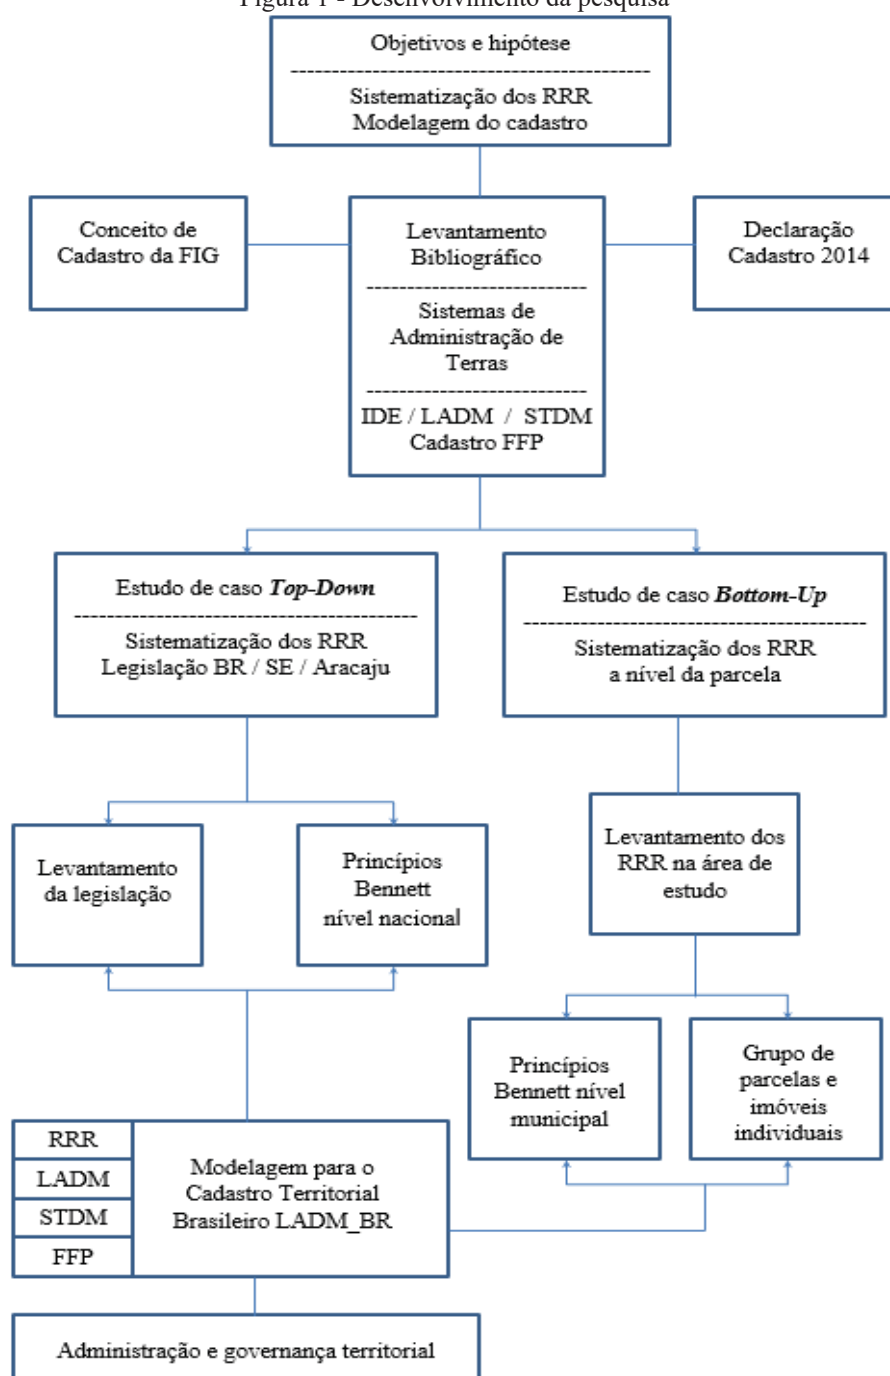 Figura 1 - Desenvolvimento da pesquisa
Objetivos e hipótese
----------------------------------------------
Sistematização dos RRR
Modelagem do cadastro
Conceito de
Cadastro da FIG
Levantamento
Bibliográfico
----------------------------
Sistemas de
Administração de
Terras
----------------------------
IDE / LADM / STDM
Cadastro FFP
Declaração
Cadastro 2014
Estudo de caso Top-Down
--------------------------------------------
Sistematização dos RRR
Legislação BR / SE / Aracaju
Estudo de caso Bottom-Up
--------------------------------------------
Sistematização dos RRR
a nível da parcela
Levantamento
da legislação
Princípios
Bennett
nível nacional
Levantamento dos
RRR na área de
estudo
Princípios
Bennett nível
municipal
Grupo de
parcelas e
imóveis
individuais
RRR
LADM
STDM
FFP
Modelagem para o
Cadastro Territorial
Brasileiro LADM_BR
Administração e governança territorial